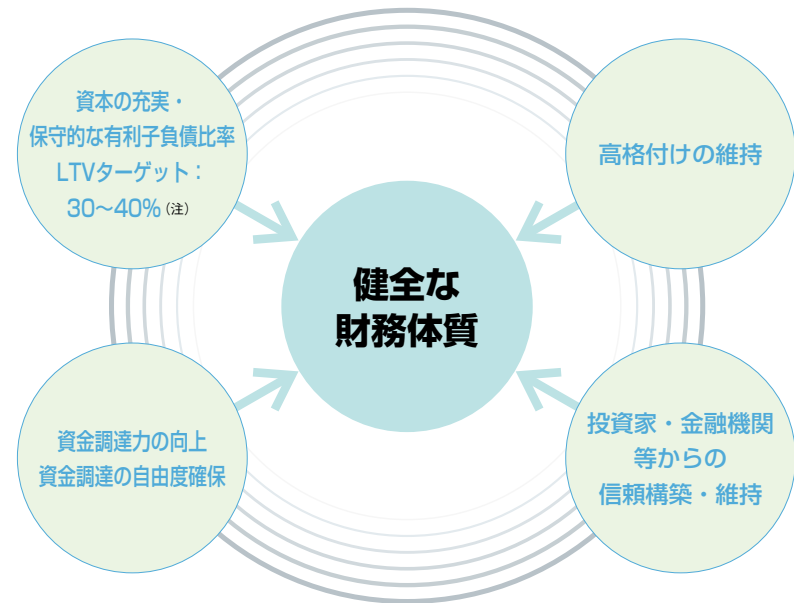 資本の充実・
保守的な有利子負債比率
LTVターゲット：
30～40%（注）
高格付けの維持
健全な
財務体質
資金調達力の向上
資金調達の自由度確保
投資家・金融機関
等からの
信頼構築・維持